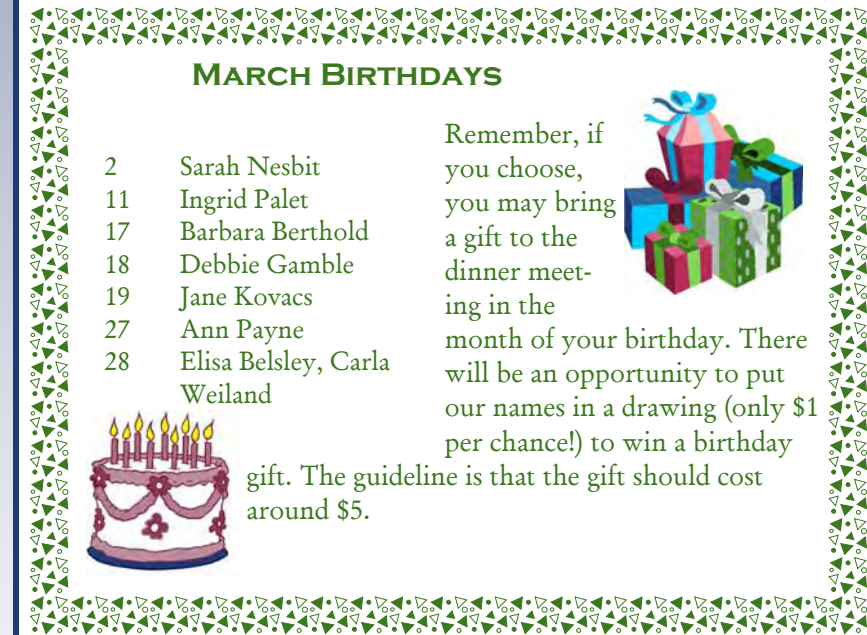 MARCH BIRTHDAYS
2 Sarah Nesbit
11 Ingrid Palet
17 Barbara Berthold
18 Debbie Gamble
19 Jane Kovacs
27 Ann Payne
28 Elisa Belsley, Carla
Weiland
Remember, if
you choose,
you may bring
a gift to the
dinner meet-
ing in the
month of your birthday. There
will be an opportunity to put
our names in a drawing (only $1
per chance!) to win a birthday
gift. The guideline is that the gift should cost
around $5.